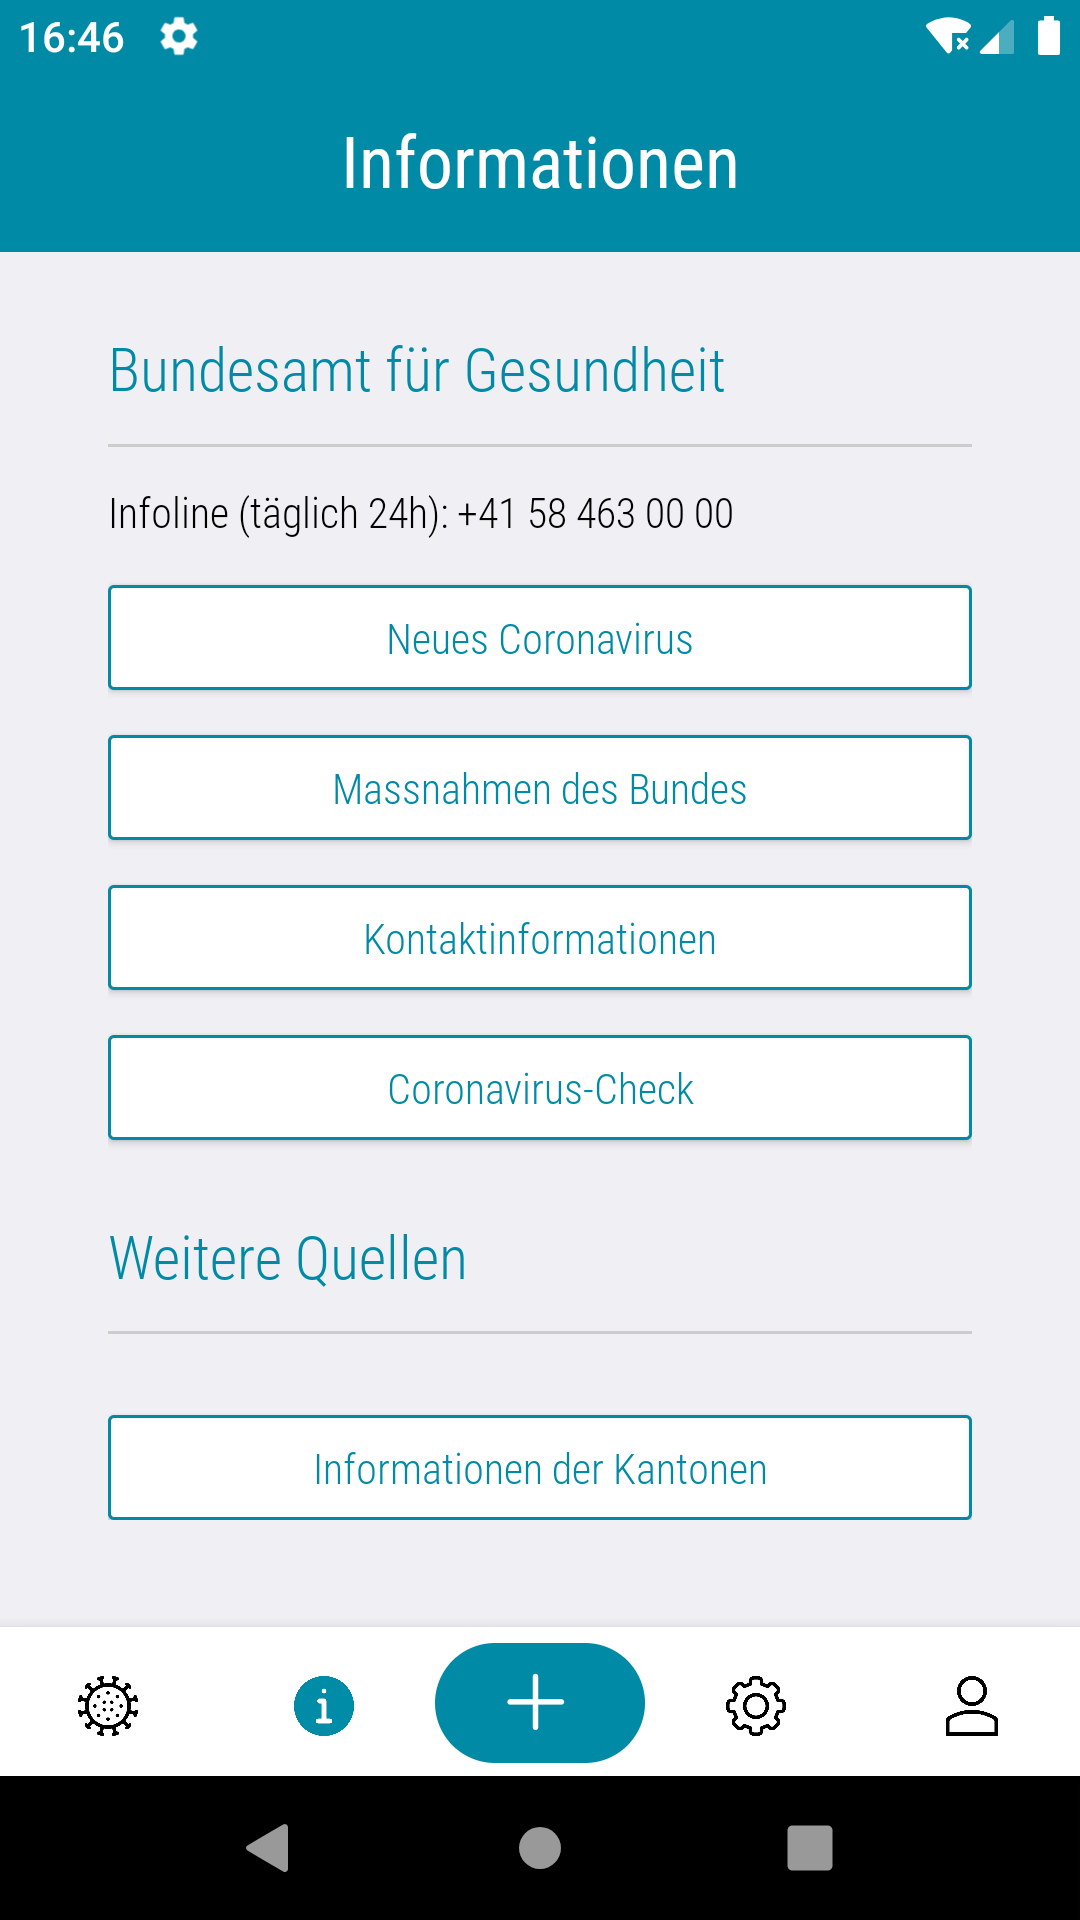 16:46
Informationen
Bundesamt für Gesundheit
Infoline (täglich 24h): +41 58 463 00 00
Neues Coronavirus
Massnahmen des Bundes
Kontaktinformationen
Coronavirus-Check
Weitere Quellen
Informationen der Kantonen